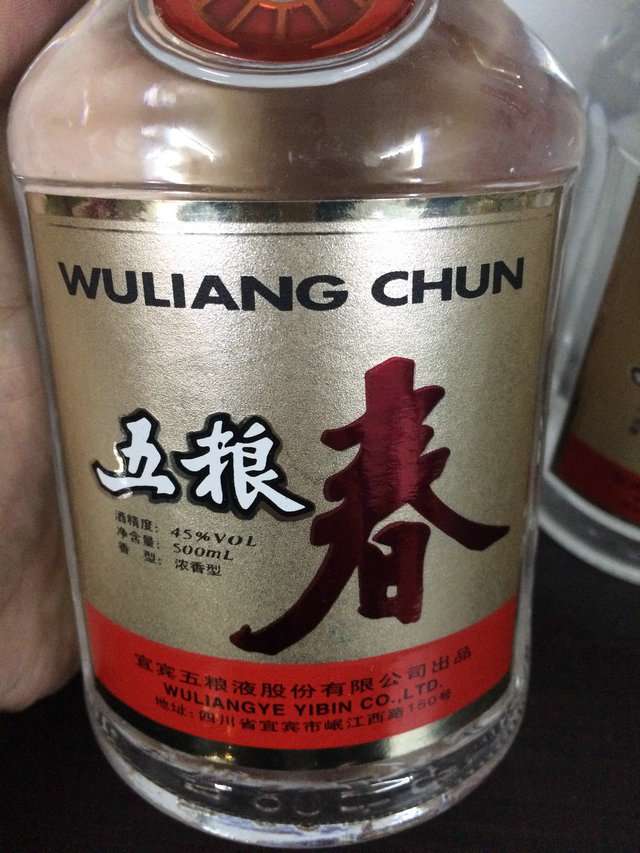 WULIANG CHUN
五粮春
酒精度: 45%VOL
净含量: 500mL
香 型: 浓香型
宜宾五粮液股份有限公司出品
WULIANGYE YIBIN CO.,LTD.
地址:四川省宜宾市岷江西路150号